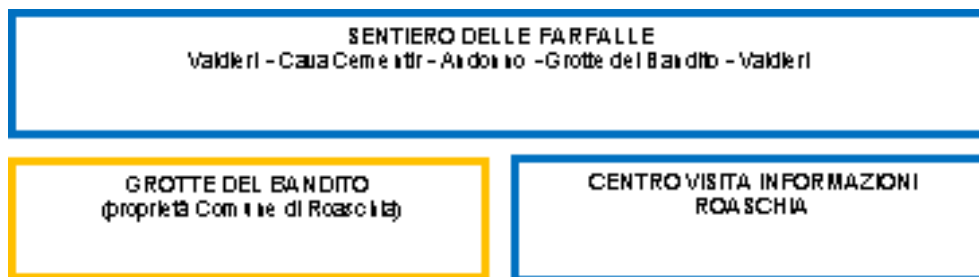 SENTIERO DELLE FARFALLE
Valdieri - Cava Cementir - Andonno - Grotte del Bandito - Valdieri
GROTTE DEL BANDITO
(proprietà Comune di Roaschia)
CENTRO VISITA INFORMAZIONI
ROASCHIA